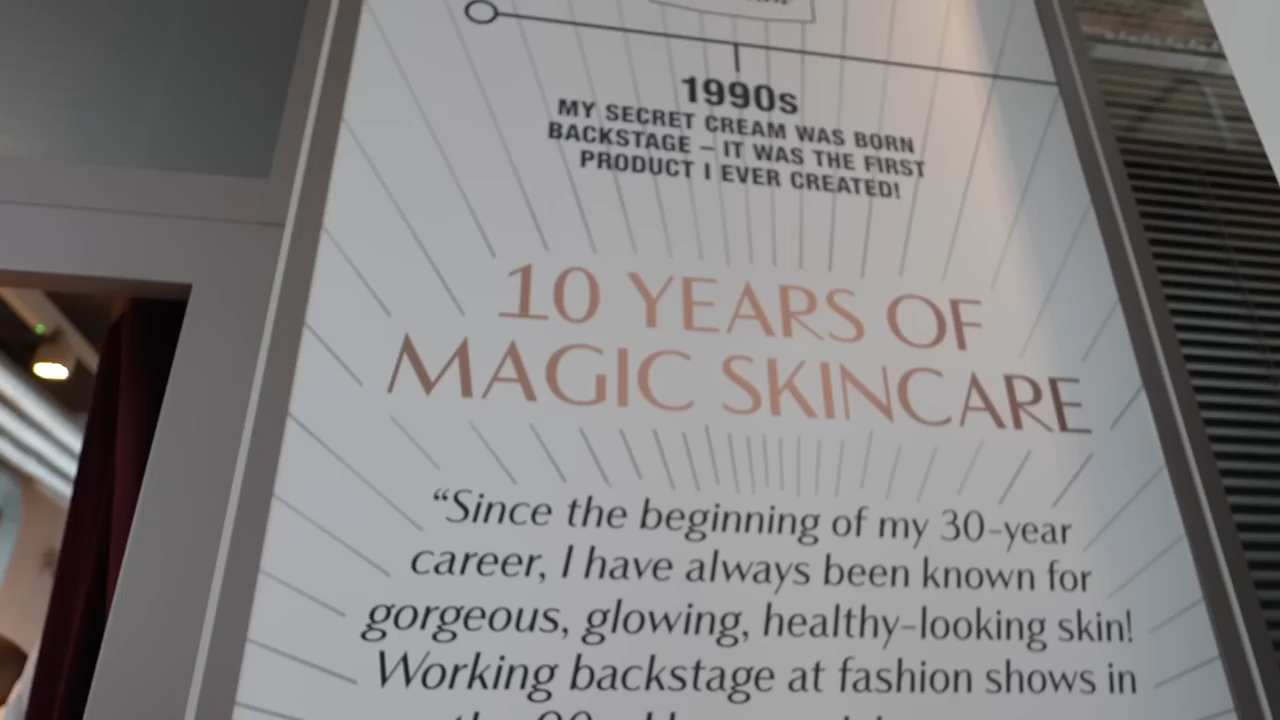 1990s
MY SECRET CREAM WAS BORN
BACKSTAGE – IT WAS THE FIRST
PRODUCT I EVER CREATED!
10 YEARS OF
MAGIC SKINCARE
“Since the beginning of my 30-year
career, I have always been known for
gorgeous, glowing, healthy-looking skin!
Working backstage at fashion shows in